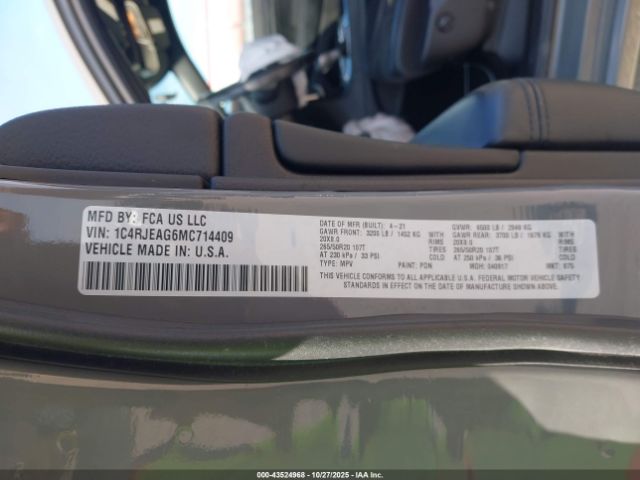 MFD BY: FCA US LLC
VIN: 1C4RJEAG6MC714409
VEHICLE MADE IN: U.S.A.
DATE OF MFR (BUILT): 4-21 GVWR: 6500 LB / 2948 KG
GAWR FRONT: 3200 LB / 1452 KG WITH GAWR REAR: 3700 LB / 1678 KG WITH
20X8.0 RIMS 20X8.0 RIMS
265/50R20 107T TIRES 265/50R20 107T TIRES
AT 230 kPa / 33 PSI COLD AT 250 kPa / 36 PSI COLD
TYPE: MPV PAINT: PDN MDH: 040917 MKT: 075
THIS VEHICLE CONFORMS TO ALL APPLICABLE U.S.A. FEDERAL MOTOR VEHICLE SAFETY
STANDARDS IN EFFECT ON THE DATE OF MANUFACTURE SHOWN ABOVE.
000-43524968 - 10/27/2025 - IAA Inc.